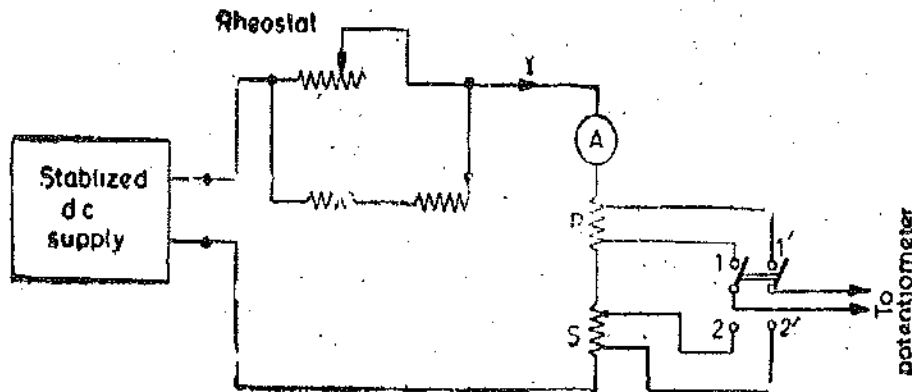 Rheostat
I
A
Stablized
d c
supply
R
1
1'
S
2
2'
To
potentiometer